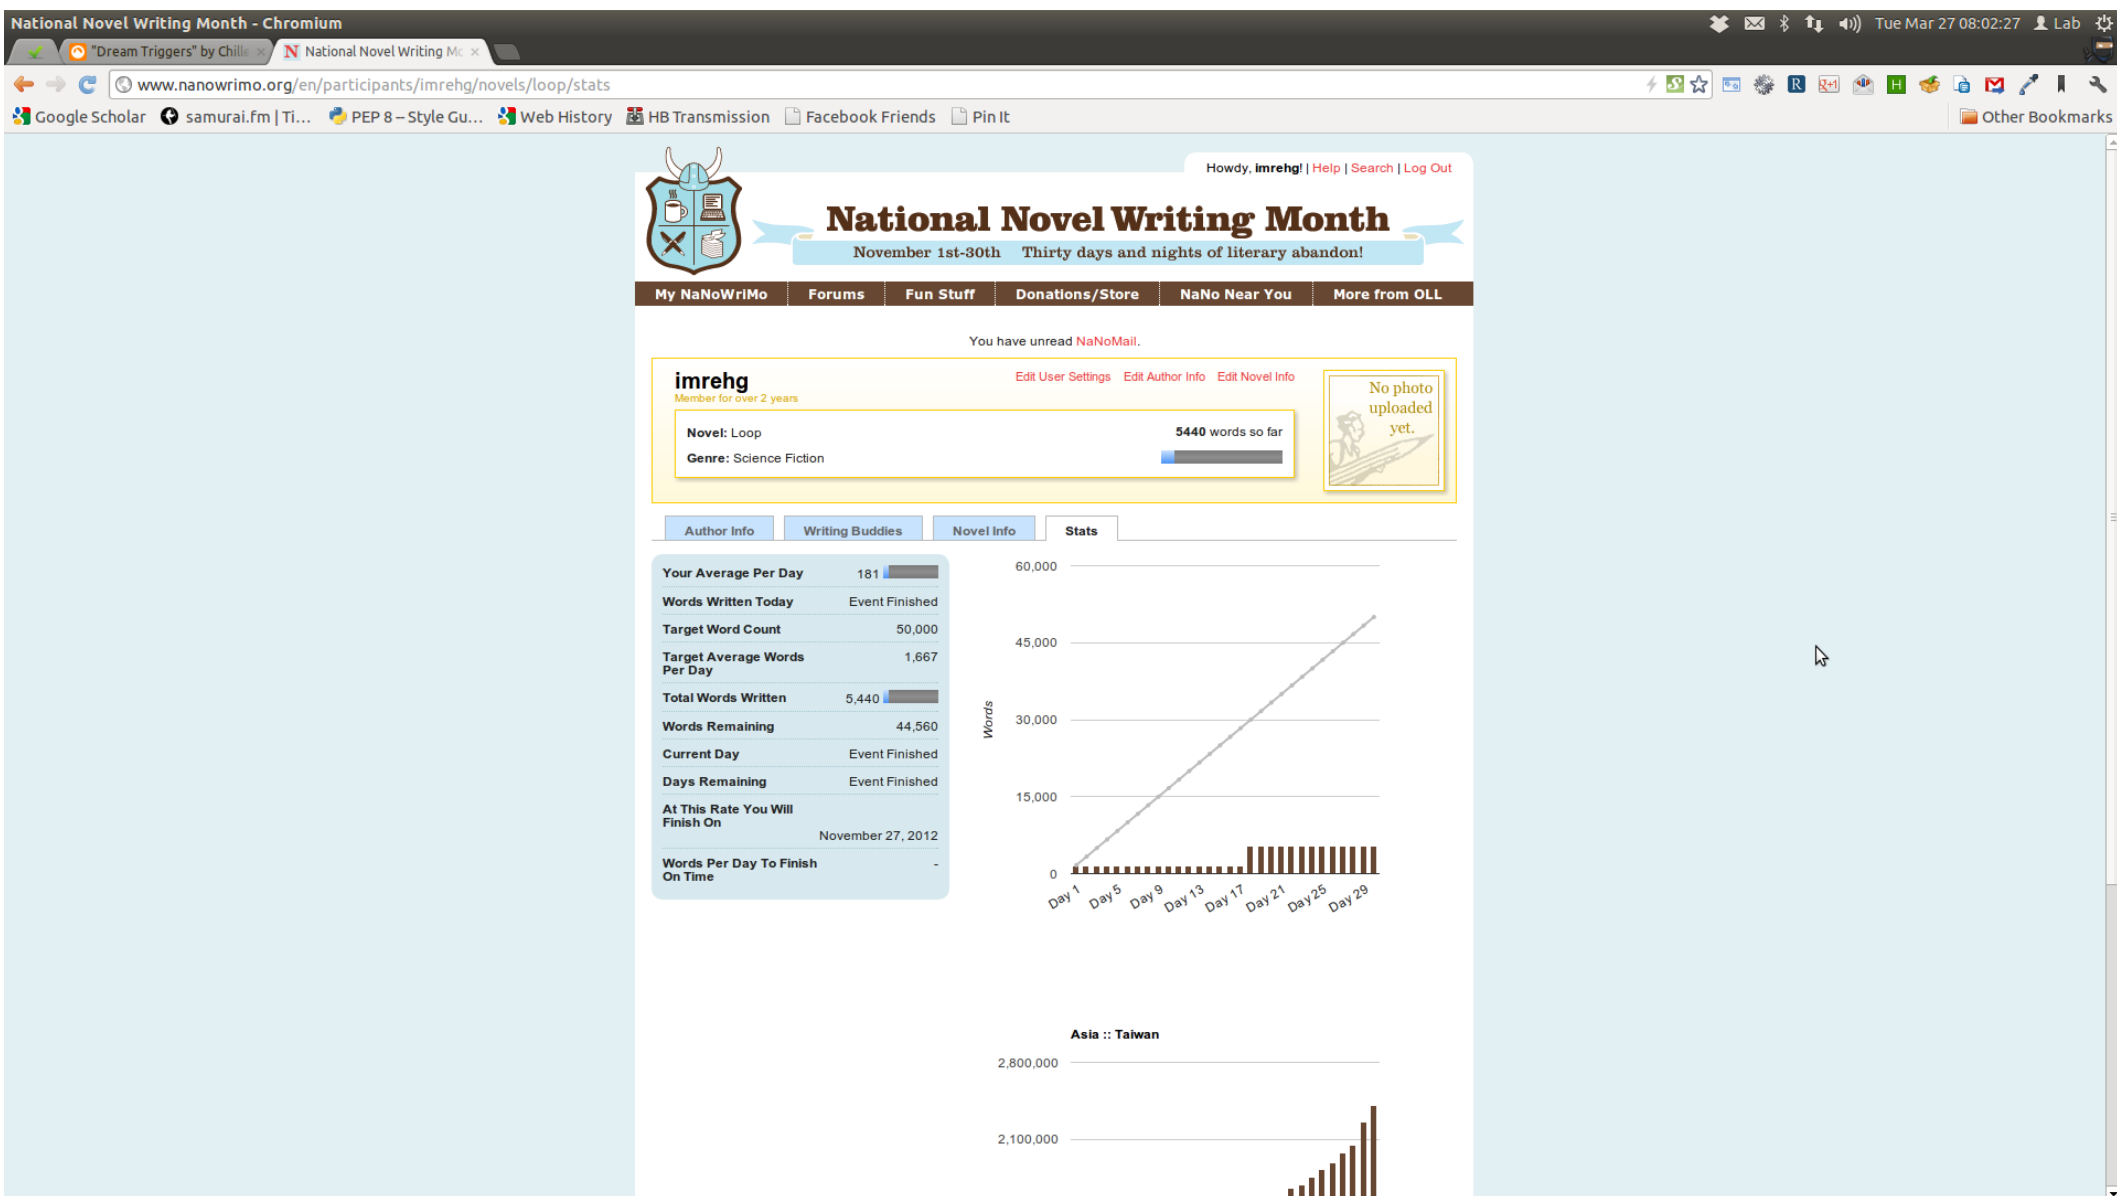 National Novel Writing Month - Chromium
Tue Mar 27 08:02:27 Lab
"Dream Triggers" by Chille
National Novel Writing Mo
www.nanowrimo.org/en/participants/imrehg/novels/loop/stats
Google Scholar samurai.fm | Ti... PEP 8 – Style Gu... Web History HB Transmission Facebook Friends Pin It Other Bookmarks
Howdy, imrehg! | Help | Search | Log Out
National Novel Writing Month
November 1st-30th Thirty days and nights of literary abandon!
My NaNoWriMo Forums Fun Stuff Donations/Store NaNo Near You More from OLL
You have unread NaNoMail.
imrehg
Edit User Settings Edit Author Info Edit Novel Info
Member for over 2 years
Novel: Loop
5440 words so far
Genre: Science Fiction
No photo
uploaded
yet.
Author Info Writing Buddies Novel Info Stats
Your Average Per Day 181
Words Written Today Event Finished
Target Word Count 50,000
Target Average Words
Per Day
1,667
Total Words Written 5,440
Words Remaining 44,560
Current Day Event Finished
Days Remaining Event Finished
At This Rate You Will
Finish On
November 27, 2012
Words Per Day To Finish
On Time
-
60,000
45,000
30,000
15,000
0
Words
Day 1 Day 5 Day 9 Day 13 Day 17 Day 21 Day 25 Day 29
Asia :: Taiwan
2,800,000
2,100,000